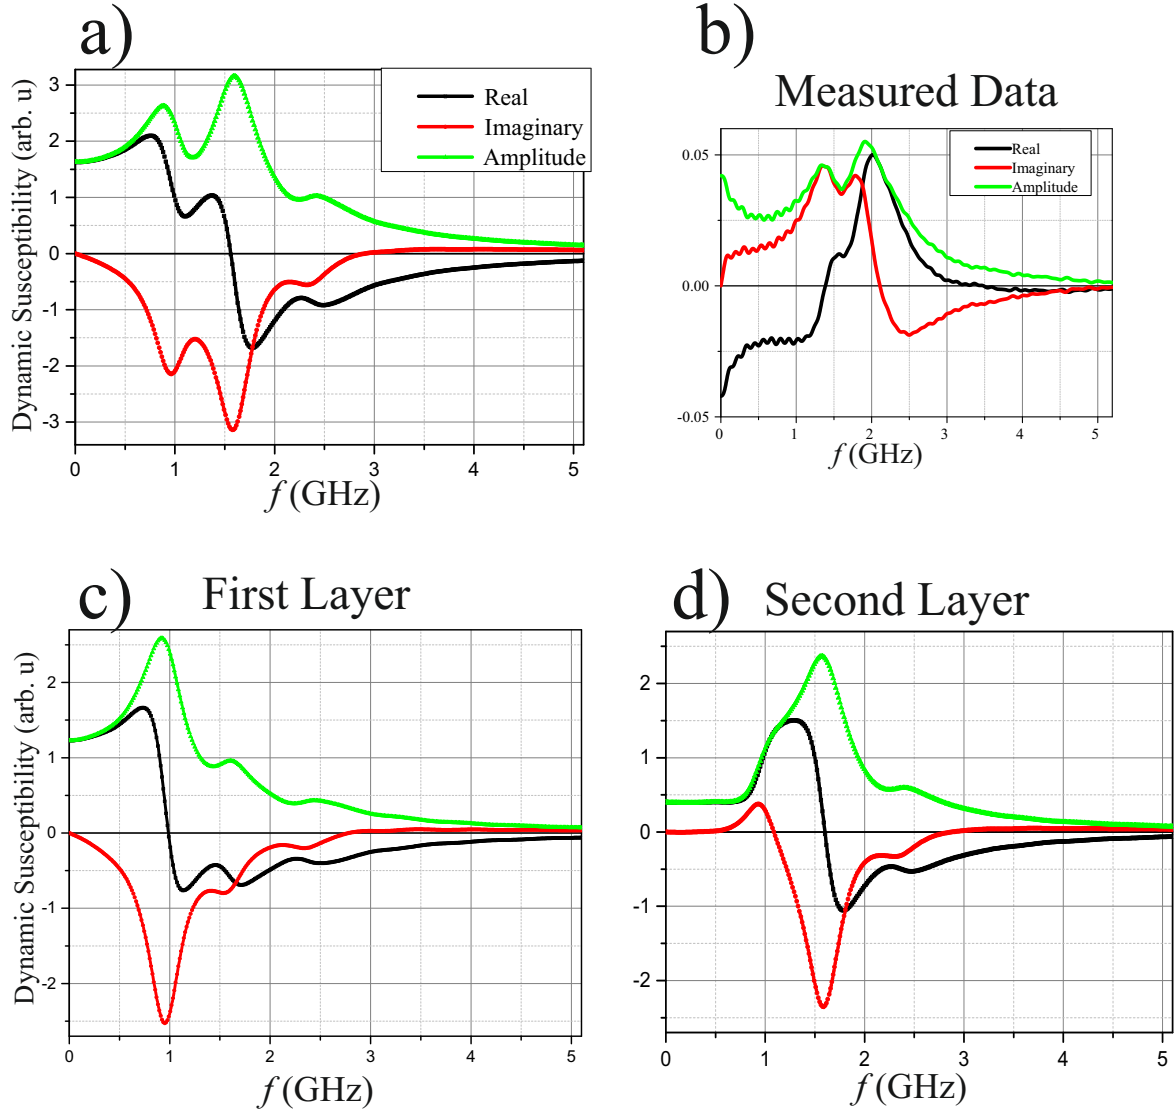 a)
Dynamic Susceptibility (arb. u)
3
2
1
0
-1
-2
-3
0 1 2 3 4 5
f (GHz)
Real
Imaginary
Amplitude
b)
Measured Data
0.05
0.00
-0.05
0 1 2 3 4 5
f (GHz)
Real
Imaginary
Amplitude
c) First Layer
Dynamic Susceptibility (arb. u)
2
1
0
-1
-2
0 1 2 3 4 5
f (GHz)
d) Second Layer
2
1
0
-1
-2
0 1 2 3 4 5
f (GHz)